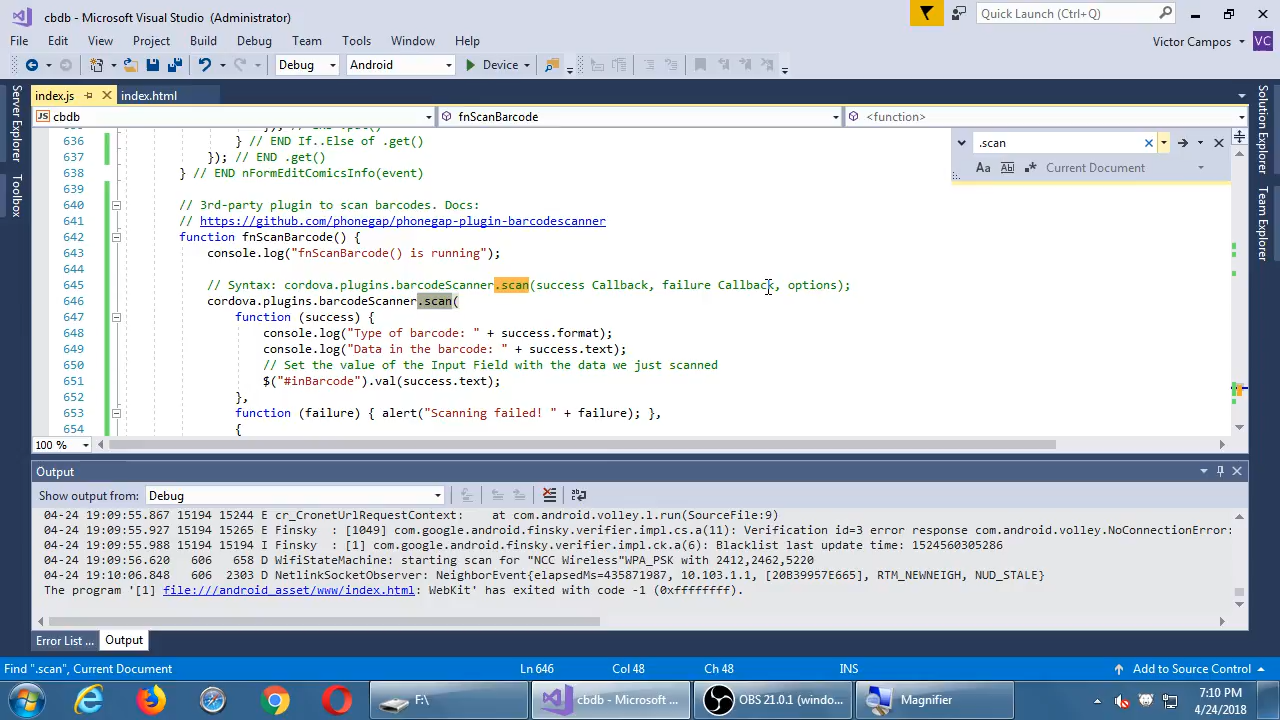 cbdb - Microsoft Visual Studio (Administrator)
Quick Launch (Ctrl+Q)
File Edit View Project Build Debug Team Tools Window Help
Victor Campos VC
Debug Android Device
index.js index.html
JS cbdb fnScanBarcode <function>
.scan
Aa Ab Current Document
Server Explorer
Toolbox
Solution Explorer
Team Explorer
636 } // END If..Else of .get()
637 }); // END .get()
638 } // END nFormEditComicsInfo(event)
639
640 // 3rd-party plugin to scan barcodes. Docs:
641 // https://github.com/phonegap/phonegap-plugin-barcodescanner
642 function fnScanBarcode() {
643 console.log("fnScanBarcode() is running");
644
645 // Syntax: cordova.plugins.barcodeScanner.scan(success Callback, failure Callback, options);
646 cordova.plugins.barcodeScanner.scan(
647 function (success) {
648 console.log("Type of barcode: " + success.format);
649 console.log("Data in the barcode: " + success.text);
650 // Set the value of the Input Field with the data we just scanned
651 $("#inBarcode").val(success.text);
652 },
653 function (failure) { alert("Scanning failed! " + failure); },
654 {
100 %
Output
Show output from: Debug
04-24 19:09:55.867 15194 15244 E cr_CronetUrlRequestContext: at com.android.volley.l.run(SourceFile:9)
04-24 19:09:55.927 15194 15265 E Finsky : [1049] com.google.android.finsky.verifier.impl.cs.a(11): Verification id=3 error response com.android.volley.NoConnectionError:
04-24 19:09:55.988 15194 15194 I Finsky : [1] com.google.android.finsky.verifier.impl.ck.a(6): Blacklist last update time: 1524560305286
04-24 19:09:56.620 606 658 D WifiStateMachine: starting scan for "NCC Wireless"WPA_PSK with 2412,2462,5220
04-24 19:10:06.848 606 2303 D NetlinkSocketObserver: NeighborEvent{elapsedMs=435871987, 10.103.1.1, [20B39957E665], RTM_NEWNEIGH, NUD_STALE}
The program '[1] file:///android_asset/www/index.html: WebKit' has exited with code -1 (0xffffffff).
Error List ... Output
Find ".scan", Current Document Ln 646 Col 48 Ch 48 INS Add to Source Control
F:\ cbdb - Microsoft ... OBS 21.0.1 (windo... Magnifier
7:10 PM
4/24/2018